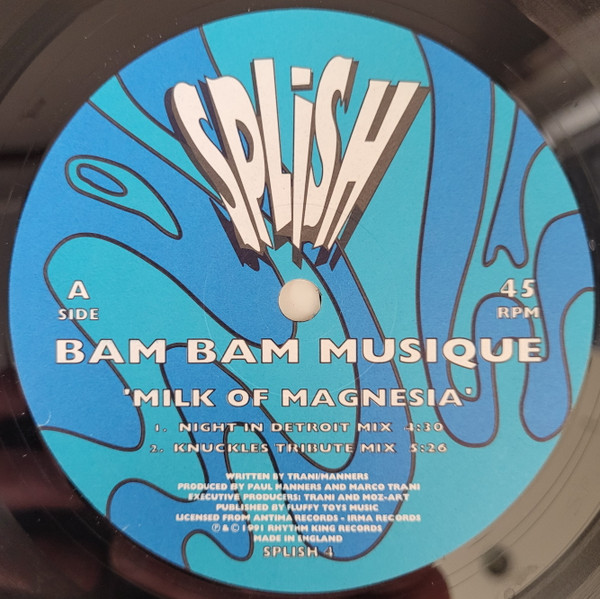 SPLiSH
A
SIDE
45
RPM
BAM BAM MUSIQUE
'MILK OF MAGNESIA'
1. NIGHT IN DETROIT MIX 4:30
2. KNUCKLES TRIBUTE MIX 5:26
WRITTEN BY TRANI/MANNERS
PRODUCED BY PAUL MANNERS AND MARCO TRANI
EXECUTIVE PRODUCERS: TRANI AND MOZ-ART
PUBLISHED BY FLUFFY TOYS MUSIC
LICENSED FROM ANTIMA RECORDS - IRMA RECORDS
℗ & © 1991 RHYTHM KING RECORDS
MADE IN ENGLAND
SPLISH 4